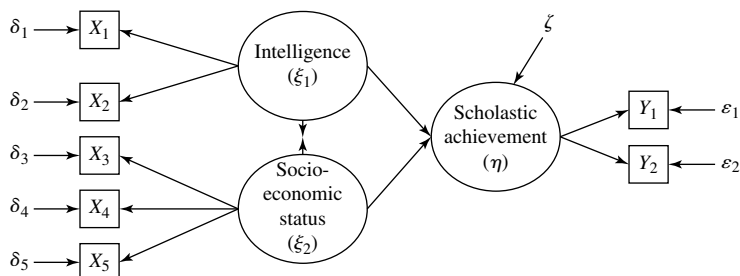 δ1
X1
δ2
X2
δ3
X3
δ4
X4
δ5
X5
Intelligence
(ξ1)
Socio-
economic
status
(ξ2)
ζ
Scholastic
achievement
(η)
Y1
ε1
Y2
ε2